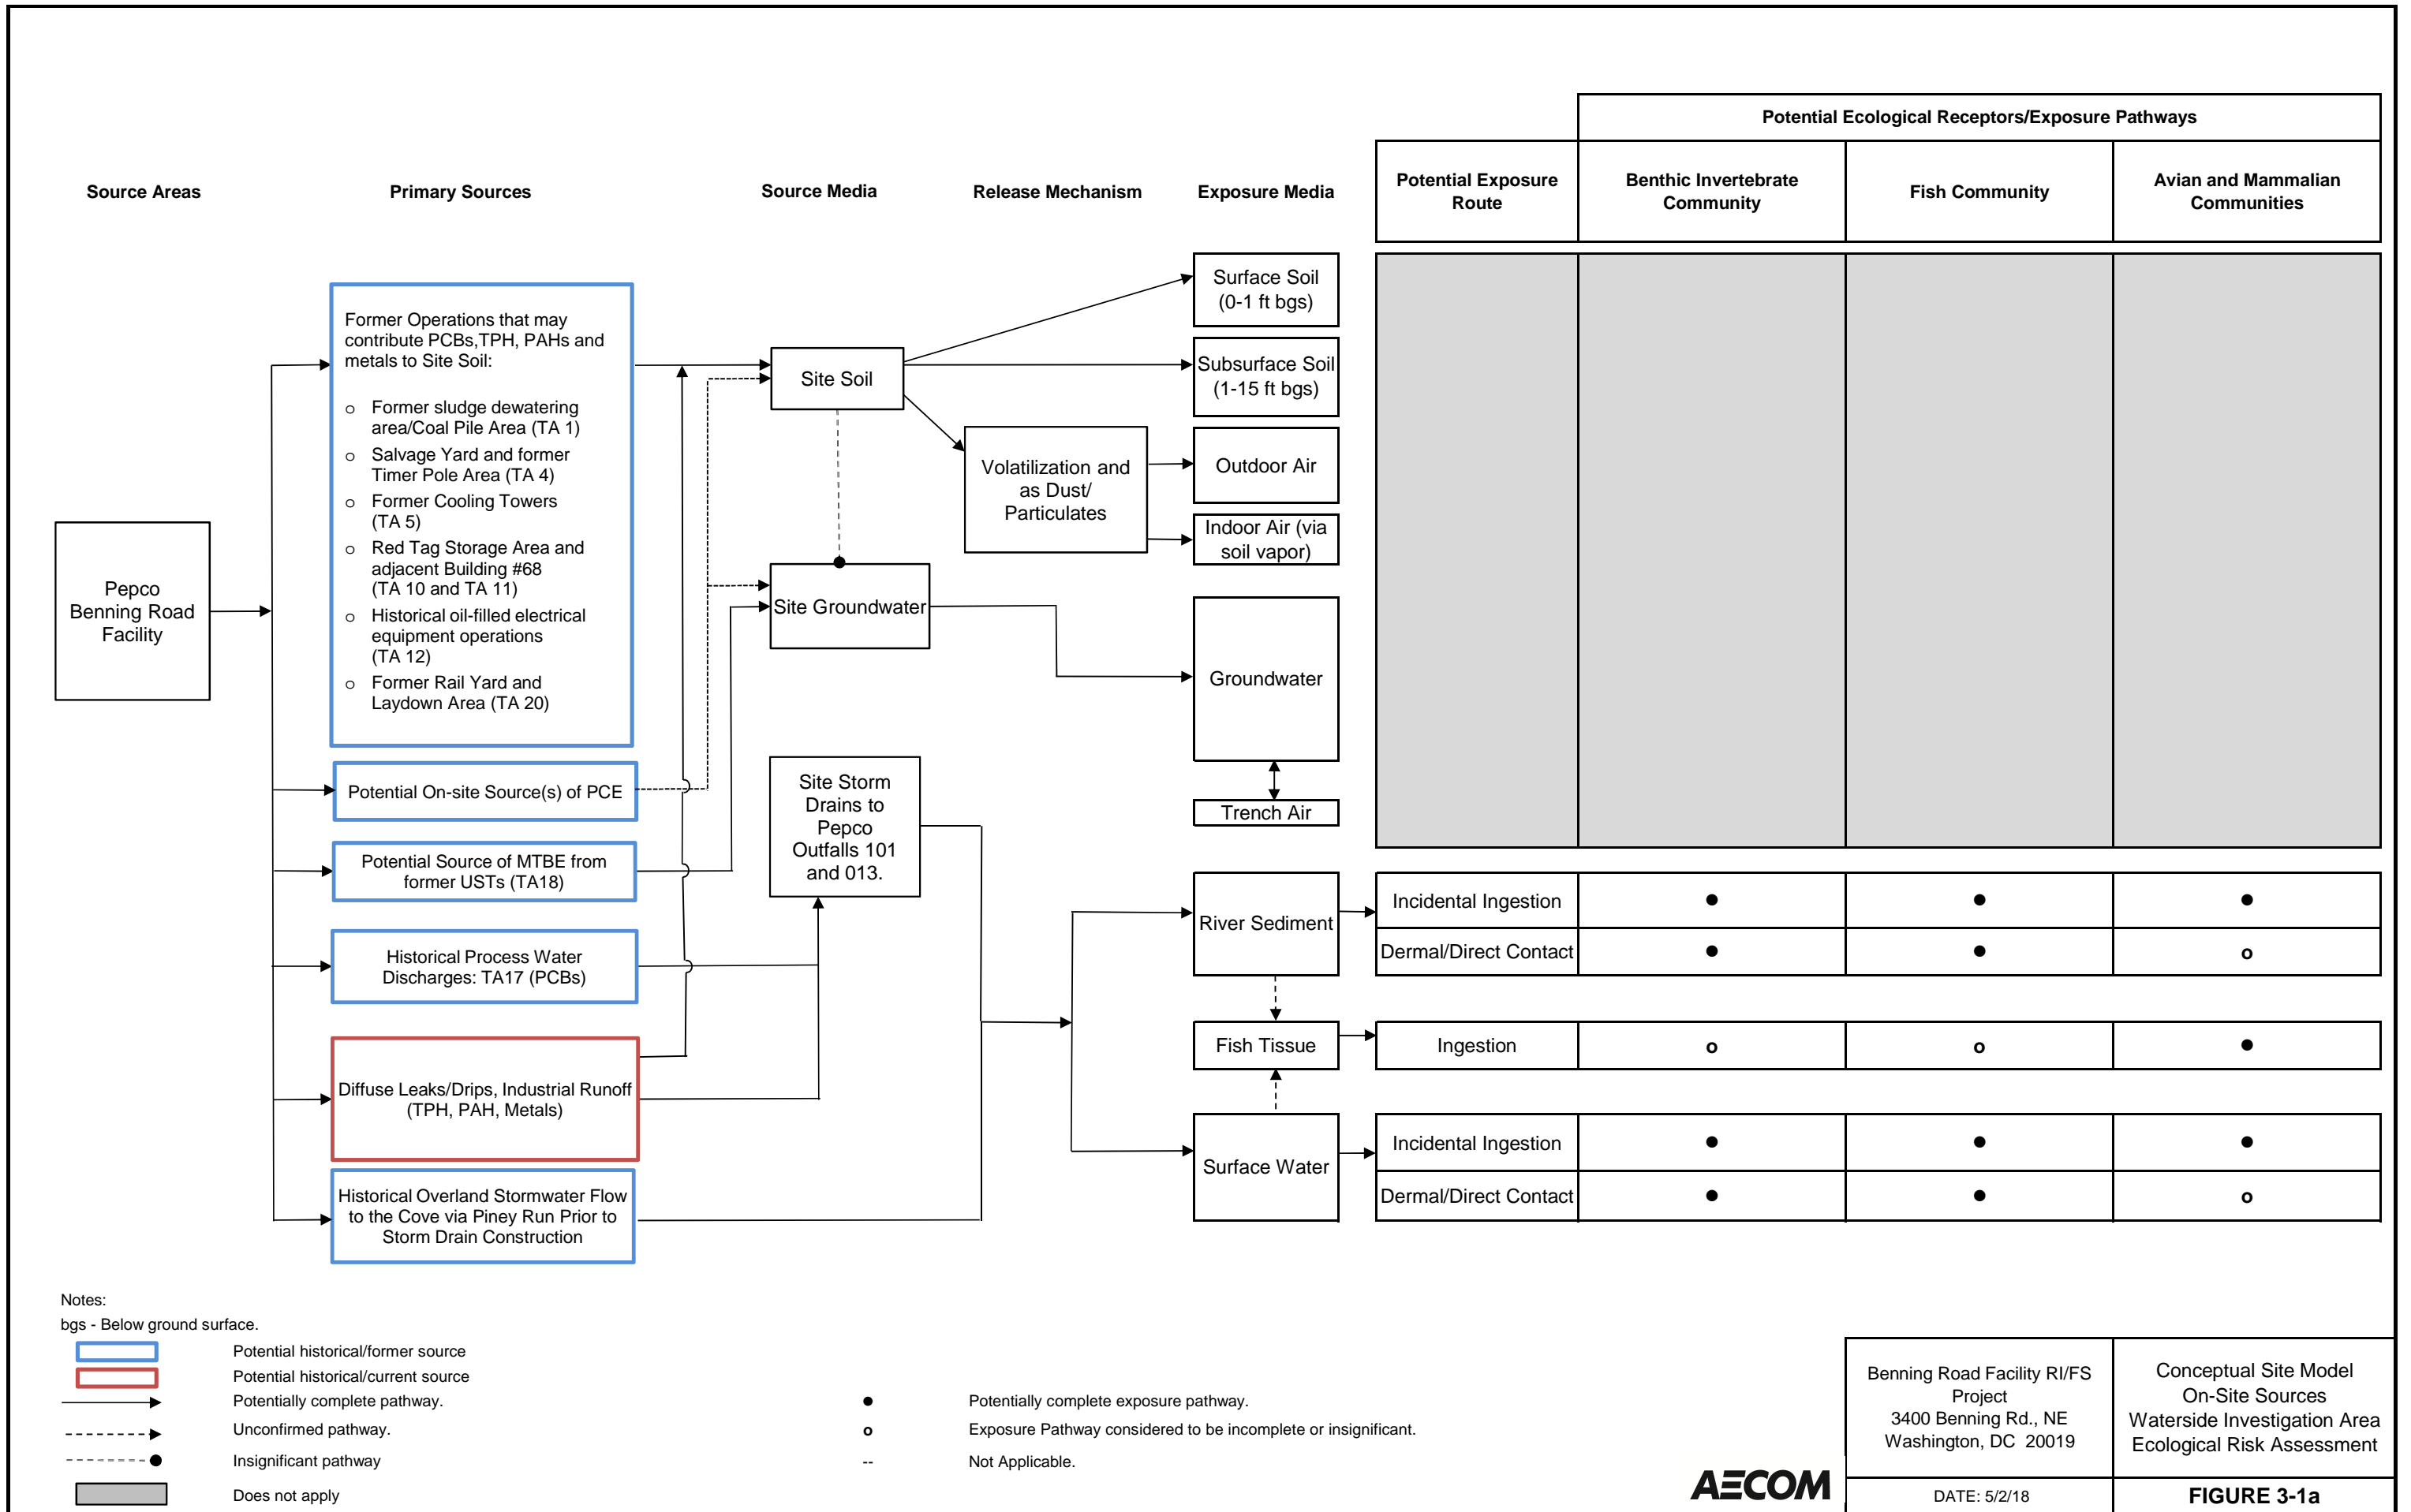 Potential Ecological Receptors/Exposure Pathways
Source Areas
Primary Sources
Source Media
Release Mechanism
Exposure Media
Potential Exposure
Route
Benthic Invertebrate
Community
Fish Community
Avian and Mammalian
Communities
Pepco
Benning Road
Facility
Former Operations that may
contribute PCBs,TPH, PAHs and
metals to Site Soil:
o Former sludge dewatering
area/Coal Pile Area (TA 1)
o Salvage Yard and former
Timer Pole Area (TA 4)
o Former Cooling Towers
(TA 5)
o Red Tag Storage Area and
adjacent Building #68
(TA 10 and TA 11)
o Historical oil-filled electrical
equipment operations
(TA 12)
o Former Rail Yard and
Laydown Area (TA 20)
Potential On-site Source(s) of PCE
Potential Source of MTBE from
former USTs (TA18)
Historical Process Water
Discharges: TA17 (PCBs)
Diffuse Leaks/Drips, Industrial Runoff
(TPH, PAH, Metals)
Historical Overland Stormwater Flow
to the Cove via Piney Run Prior to
Storm Drain Construction
Site Soil
Site Groundwater
Site Storm
Drains to
Pepco
Outfalls 101
and 013.
Volatilization and
as Dust/
Particulates
Surface Soil
(0-1 ft bgs)
Subsurface Soil
(1-15 ft bgs)
Outdoor Air
Indoor Air (via
soil vapor)
Groundwater
Trench Air
River Sediment
Fish Tissue
Surface Water
Incidental Ingestion ● ● ●
Dermal/Direct Contact ● ● o
Ingestion o o ●
Incidental Ingestion ● ● ●
Dermal/Direct Contact ● ● o
Notes:
bgs - Below ground surface.
Potential historical/former source
Potential historical/current source
Potentially complete pathway.
Unconfirmed pathway.
Insignificant pathway
Does not apply
● Potentially complete exposure pathway.
o Exposure Pathway considered to be incomplete or insignificant.
-- Not Applicable.
AECOM
Benning Road Facility RI/FS
Project
3400 Benning Rd., NE
Washington, DC 20019
DATE: 5/2/18
Conceptual Site Model
On-Site Sources
Waterside Investigation Area
Ecological Risk Assessment
FIGURE 3-1a